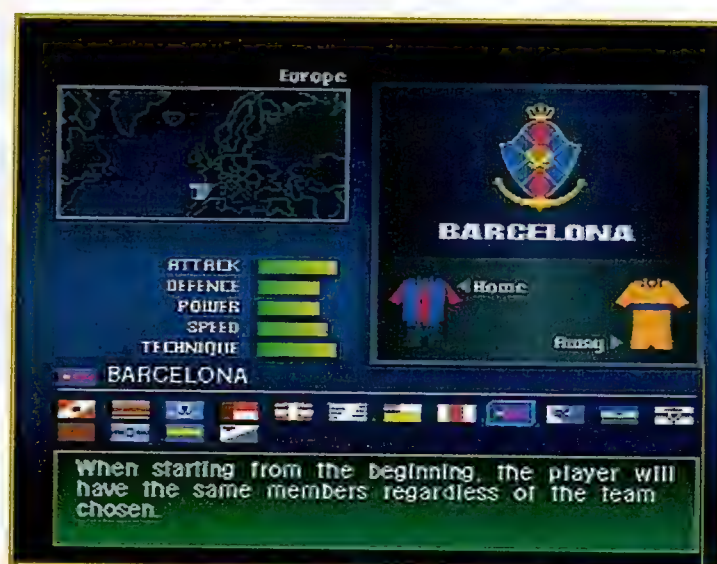 Europe
BARCELONA
ATTACK
DEFENCE
POWER
SPEED
TECHNIQUE
Home
Away
BARCELONA
When starting from the beginning, the player will
have the same members regardless of the team
chosen.